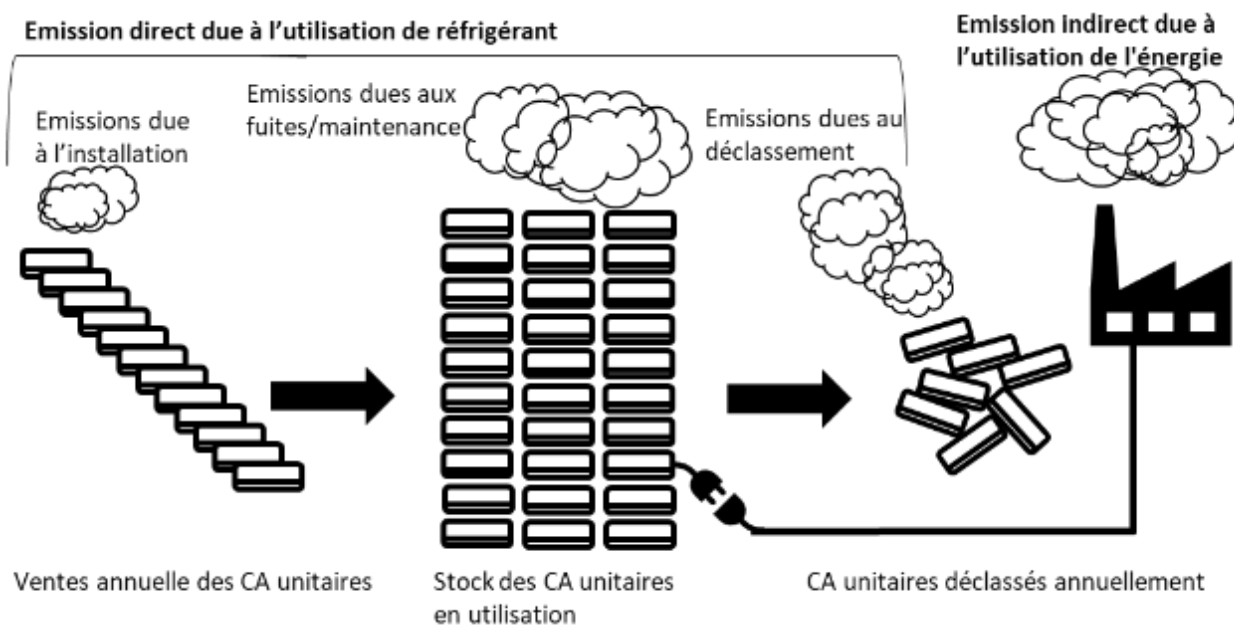 Emission direct due à l’utilisation de réfrigérant
Emission indirect due à
l’utilisation de l'énergie
Emissions due
à l’installation
Emissions dues aux
fuites/maintenance
Emissions dues au
déclassement
Ventes annuelle des CA unitaires
Stock des CA unitaires
en utilisation
CA unitaires déclassés annuellement